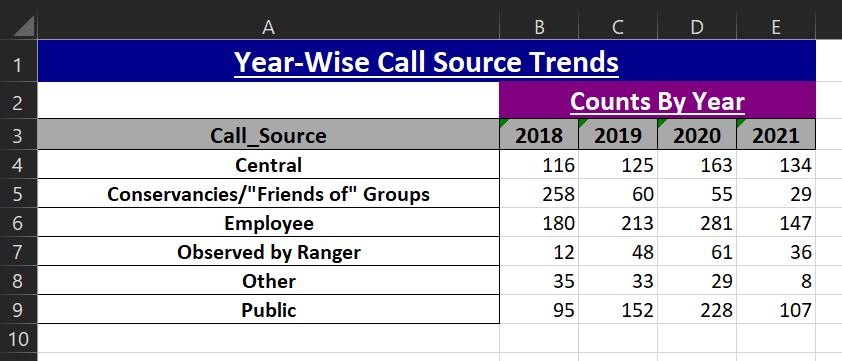 A B C D E
1 Year-Wise Call Source Trends
2 Counts By Year
3 Call_Source 2018 2019 2020 2021
4 Central 116 125 163 134
5 Conservancies/"Friends of" Groups 258 60 55 29
6 Employee 180 213 281 147
7 Observed by Ranger 12 48 61 36
8 Other 35 33 29 8
9 Public 95 152 228 107
10